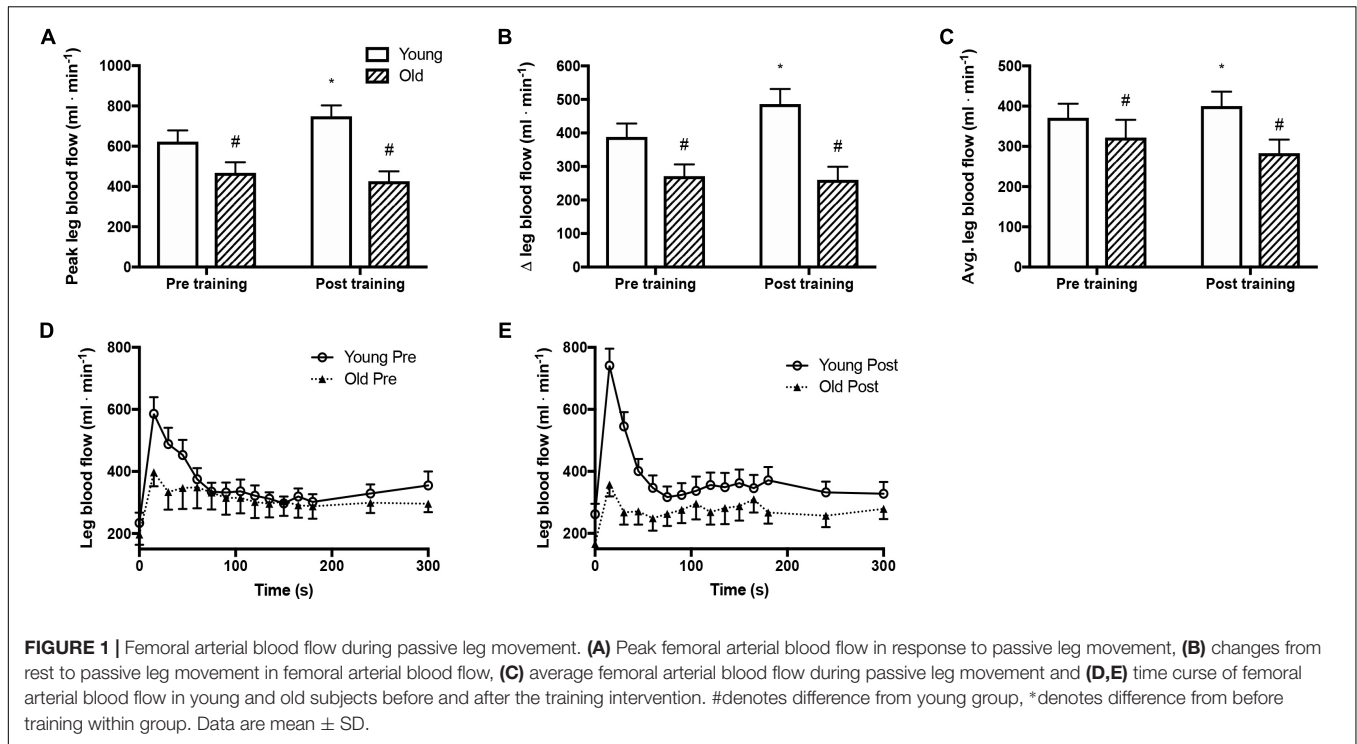 A
Peak leg blood flow (ml · min⁻¹)
1000
800
600
400
200
0
Pre training
Post training
Young
Old
#
*
#
B
Δ leg blood flow (ml · min⁻¹)
600
500
400
300
200
100
0
Pre training
Post training
#
*
#
C
Avg. leg blood flow (ml · min⁻¹)
500
400
300
200
100
0
Pre training
Post training
#
*
#
D
Leg blood flow (ml · min⁻¹)
800
600
400
200
0
100
200
300
Time (s)
Young Pre
Old Pre
E
Leg blood flow (ml · min⁻¹)
800
600
400
200
0
100
200
300
Time (s)
Young Post
Old Post
FIGURE 1 | Femoral arterial blood flow during passive leg movement. (A) Peak femoral arterial blood flow in response to passive leg movement, (B) changes from
rest to passive leg movement in femoral arterial blood flow, (C) average femoral arterial blood flow during passive leg movement and (D,E) time curse of femoral
arterial blood flow in young and old subjects before and after the training intervention. #denotes difference from young group, *denotes difference from before
training within group. Data are mean ± SD.